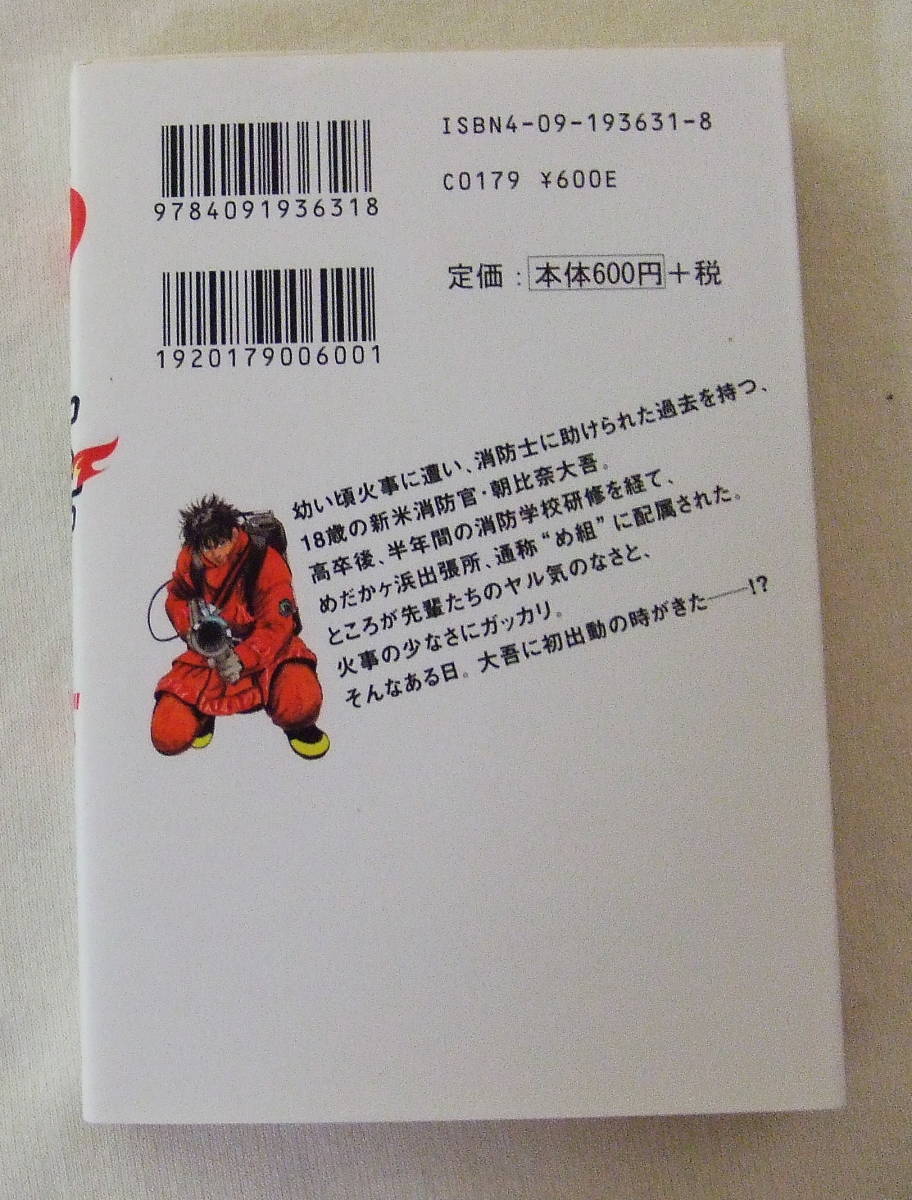 ISBN4-09-193631-8
9784091936318
C0179 ¥600E
定価：本体600円＋税
1920179006001
幼い頃火事に遭い、消防士に助けられた過去を持つ、
18歳の新米消防官・朝比奈大吾。
高卒後、半年間の消防学校研修を経て、
めだかヶ浜出張所、通称“め組”に配属された。
ところが先輩たちのヤル気のなさと、
火事の少なさにガッカリ。
そんなある日。大吾に初出動の時がきた――!?